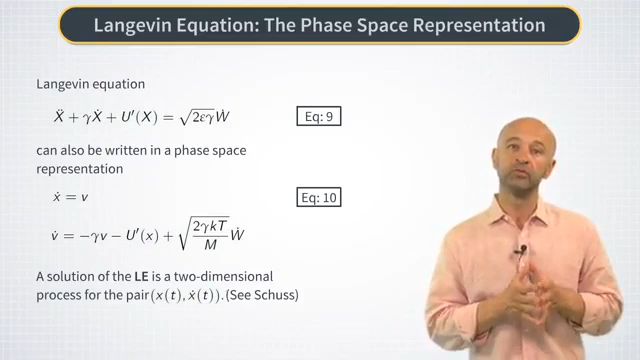 Langevin Equation: The Phase Space Representation
Langevin equation
Ẍ + γẊ + U′(X) = √2εγẆ
Eq: 9
can also be written in a phase space
representation
ẋ = v
Eq: 10
v̇ = −γv − U′(x) + √(2γkT/M) Ẇ
A solution of the LE is a two-dimensional
process for the pair(x(t), ẋ(t)).(See Schuss)